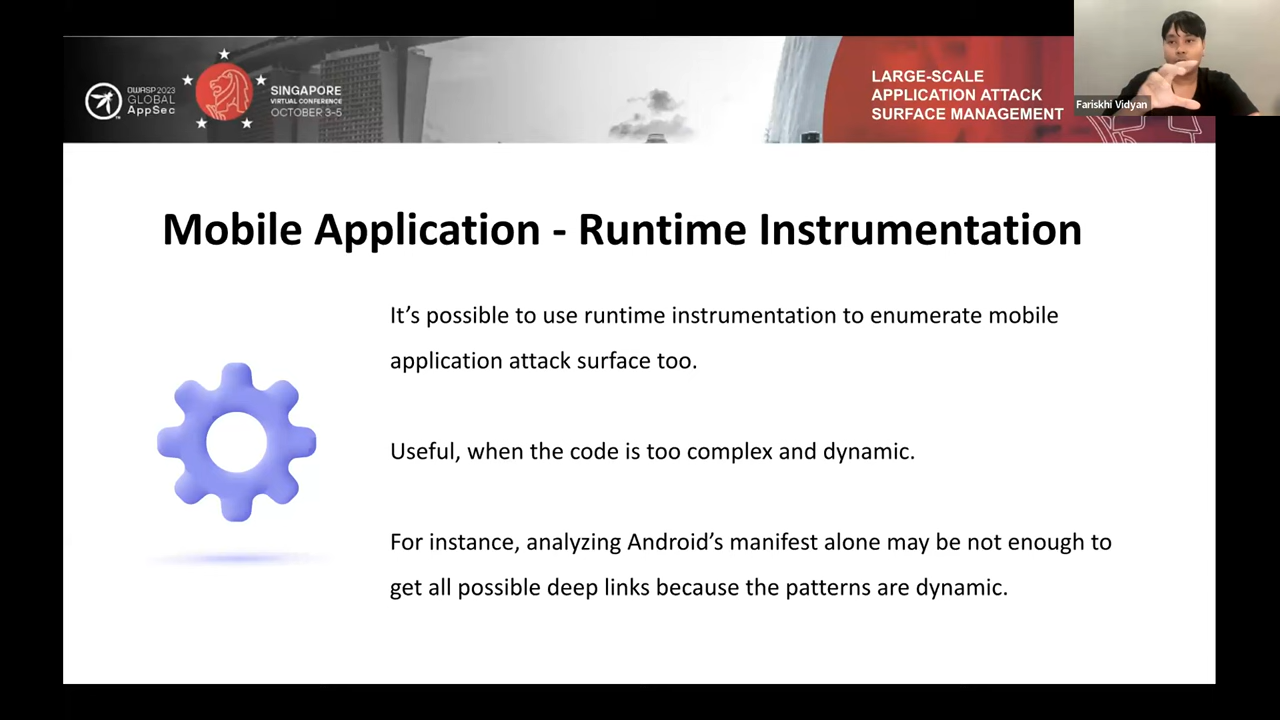 OWASP 2023
GLOBAL
AppSec
SINGAPORE
VIRTUAL CONFERENCE
OCTOBER 3-5
LARGE-SCALE
APPLICATION ATTACK
SURFACE MANAGEMENT
Fariskhi Vidyan
Mobile Application - Runtime Instrumentation
It’s possible to use runtime instrumentation to enumerate mobile
application attack surface too.
Useful, when the code is too complex and dynamic.
For instance, analyzing Android’s manifest alone may be not enough to
get all possible deep links because the patterns are dynamic.